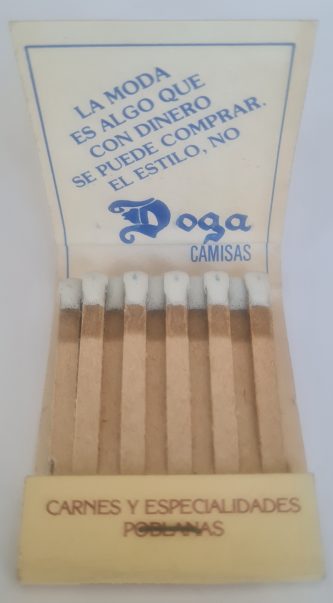 LA MODA
ES ALGO QUE
CON DINERO
SE PUEDE COMPRAR.
EL ESTILO, NO
Doga
CAMISAS
CARNES Y ESPECIALIDADES
POBLANAS